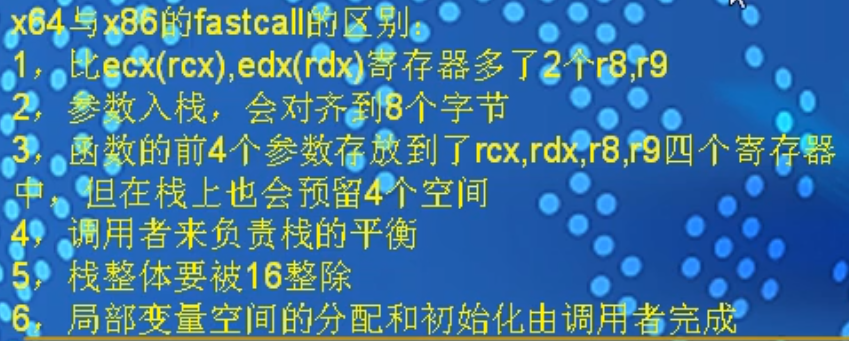 x64与x86的fastcall的区别：
1，比ecx(rcx),edx(rdx)寄存器多了2个r8,r9
2，参数入栈，会对齐到8个字节
3，函数的前4个参数存放到了rcx,rdx,r8,r9四个寄存器
中，但在栈上也会预留4个空间
4，调用者来负责栈的平衡
5，栈整体要被16整除
6，局部变量空间的分配和初始化由调用者完成